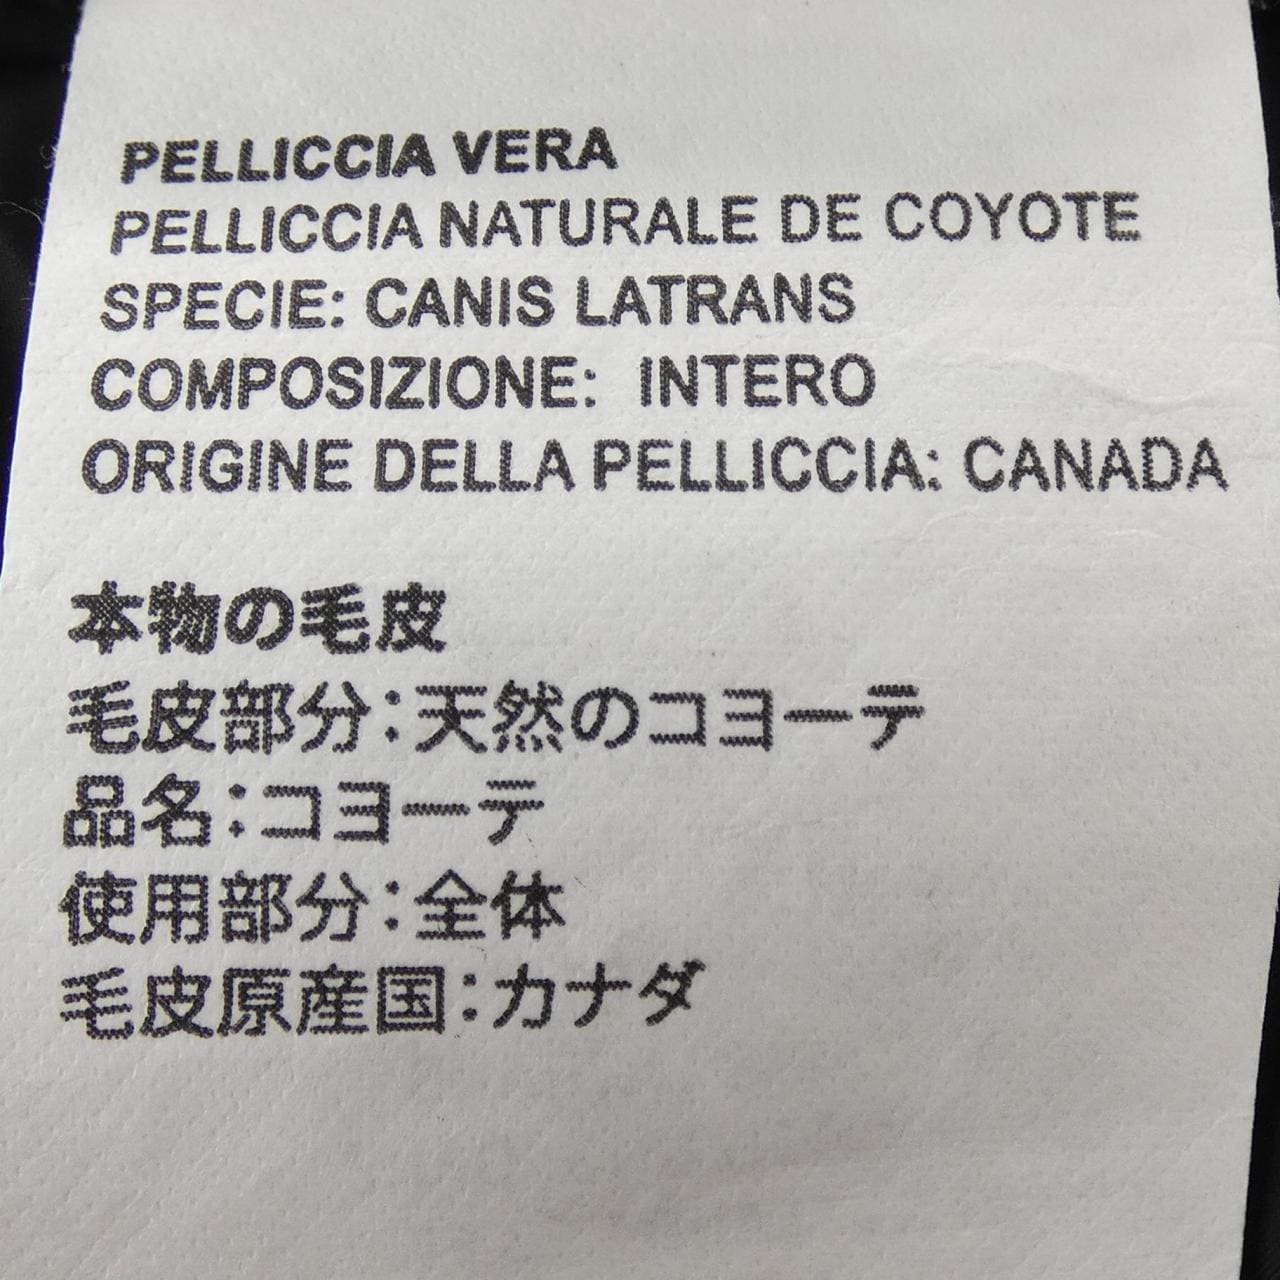 PELLICCIA VERA
PELLICCIA NATURALE DE COYOTE
SPECIE: CANIS LATRANS
COMPOSIZIONE: INTERO
ORIGINE DELLA PELLICCIA: CANADA
本物の毛皮
毛皮部分：天然のコヨーテ
品名：コヨーテ
使用部分：全体
毛皮原産国：カナダ